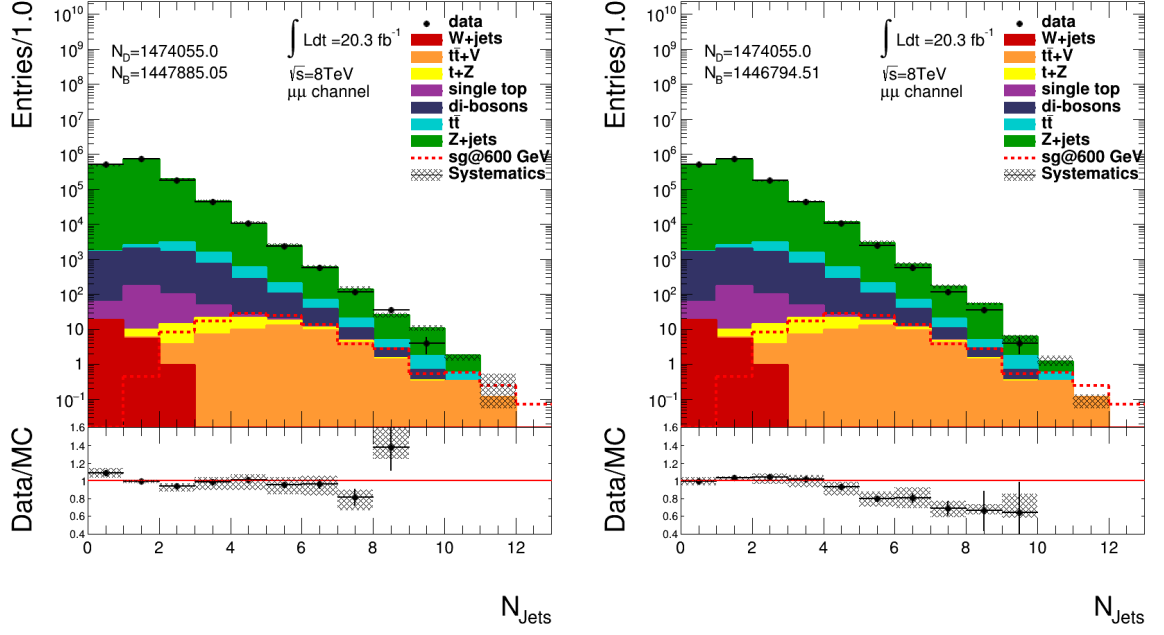 Entries/1.0
10^10
10^9
10^8
10^7
10^6
10^5
10^4
10^3
10^2
10
1
10^-1
N_D=1474055.0
N_B=1447885.05
∫ Ldt =20.3 fb^-1
√s=8TeV
μμ channel
data
W+jets
tt̄+V
t+Z
single top
di-bosons
tt̄
Z+jets
sg@600 GeV
Systematics
Data/MC
1.6
1.4
1.2
1
0.8
0.6
0.4
0 2 4 6 8 10 12
N_Jets
Entries/1.0
10^10
10^9
10^8
10^7
10^6
10^5
10^4
10^3
10^2
10
1
10^-1
N_D=1474055.0
N_B=1446794.51
∫ Ldt =20.3 fb^-1
√s=8TeV
μμ channel
data
W+jets
tt̄+V
t+Z
single top
di-bosons
tt̄
Z+jets
sg@600 GeV
Systematics
Data/MC
1.6
1.4
1.2
1
0.8
0.6
0.4
0 2 4 6 8 10 12
N_Jets